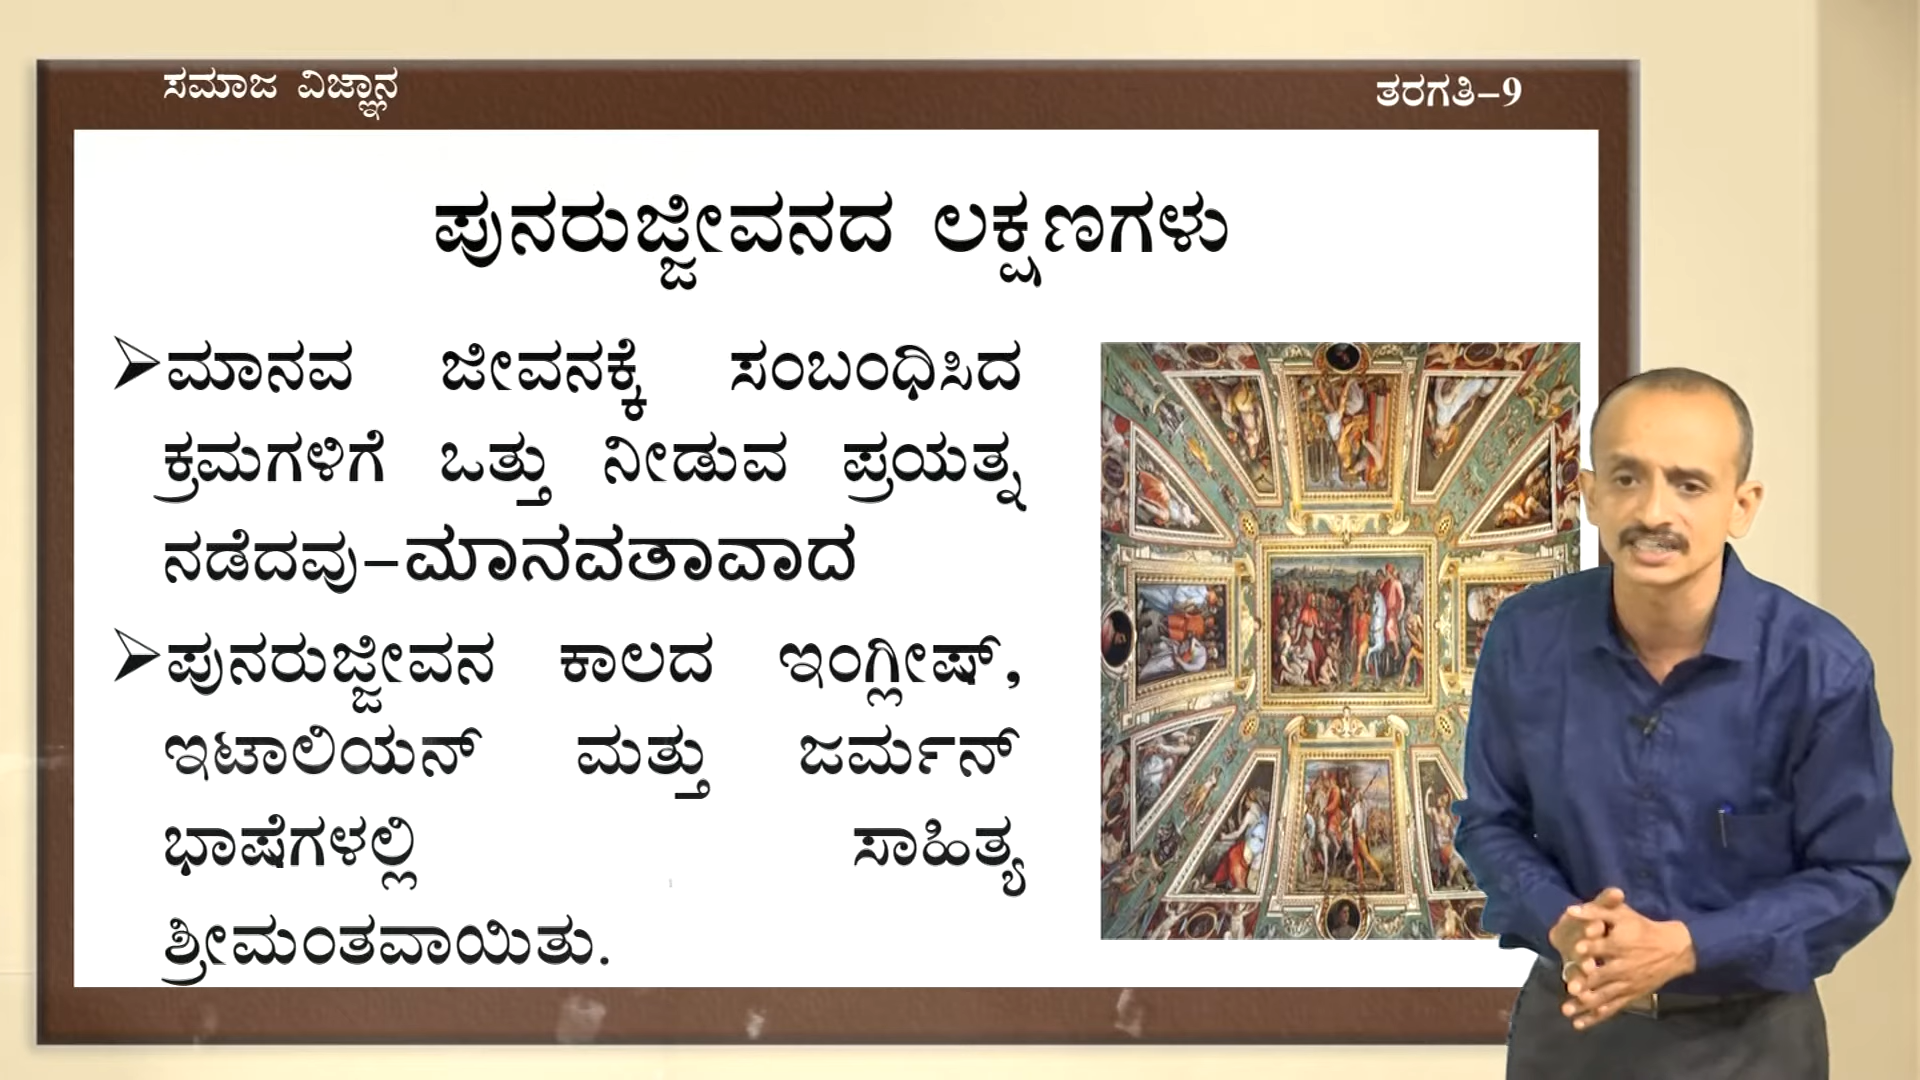 ಸಮಾಜ ವಿಜ್ಞಾನ
ತರಗತಿ–9
ಪುನರುಜ್ಜೀವನದ ಲಕ್ಷಣಗಳು
➢ಮಾನವ ಜೀವನಕ್ಕೆ ಸಂಬಂಧಿಸಿದ
ಕ್ರಮಗಳಿಗೆ ಒತ್ತು ನೀಡುವ ಪ್ರಯತ್ನ
ನಡೆದವು–ಮಾನವತಾವಾದ
➢ಪುನರುಜ್ಜೀವನ ಕಾಲದ ಇಂಗ್ಲೀಷ್,
ಇಟಾಲಿಯನ್ ಮತ್ತು ಜರ್ಮನ್
ಭಾಷೆಗಳಲ್ಲಿ ಸಾಹಿತ್ಯ
ಶ್ರೀಮಂತವಾಯಿತು.